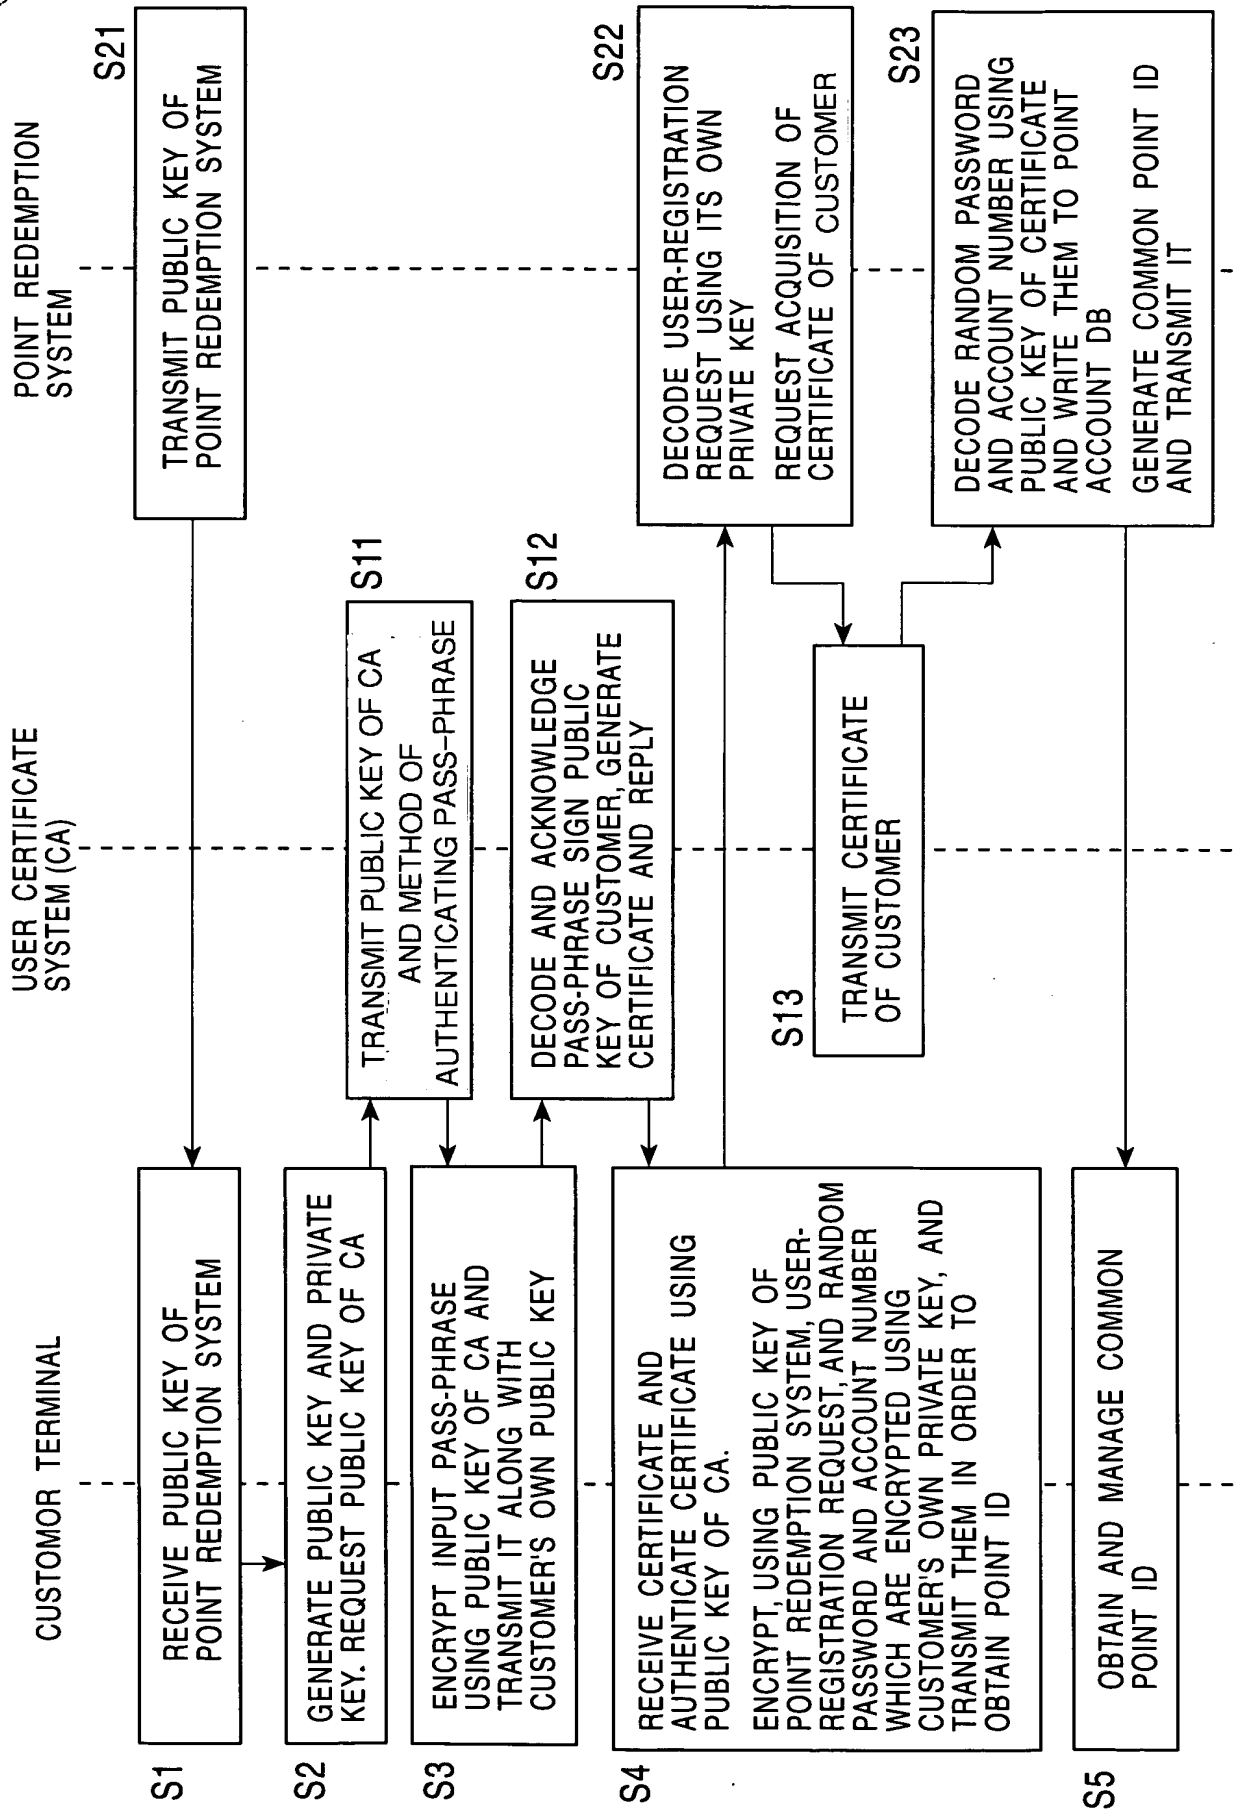 CUSTOMOR TERMINAL
USER CERTIFICATE
SYSTEM (CA)
POINT REDEMPTION
SYSTEM
S21
TRANSMIT PUBLIC KEY OF
POINT REDEMPTION SYSTEM
S1
RECEIVE PUBLIC KEY OF
POINT REDEMPTION SYSTEM
S2
GENERATE PUBLIC KEY AND PRIVATE
KEY. REQUEST PUBLIC KEY OF CA
S11
TRANSMIT PUBLIC KEY OF CA
AND METHOD OF
AUTHENTICATING PASS-PHRASE
S3
ENCRYPT INPUT PASS-PHRASE
USING PUBLIC KEY OF CA AND
TRANSMIT IT ALONG WITH
CUSTOMER'S OWN PUBLIC KEY
S12
DECODE AND ACKNOWLEDGE
PASS-PHRASE SIGN PUBLIC
KEY OF CUSTOMER, GENERATE
CERTIFICATE AND REPLY
S4
RECEIVE CERTIFICATE AND
AUTHENTICATE CERTIFICATE USING
PUBLIC KEY OF CA.
ENCRYPT, USING PUBLIC KEY OF
POINT REDEMPTION SYSTEM, USER-
REGISTRATION REQUEST, AND RANDOM
PASSWORD AND ACCOUNT NUMBER
WHICH ARE ENCRYPTED USING
CUSTOMER'S OWN PRIVATE KEY, AND
TRANSMIT THEM IN ORDER TO
OBTAIN POINT ID
S22
DECODE USER-REGISTRATION
REQUEST USING ITS OWN
PRIVATE KEY
REQUEST ACQUISITION OF
CERTIFICATE OF CUSTOMER
S13
TRANSMIT CERTIFICATE
OF CUSTOMER
S23
DECODE RANDOM PASSWORD
AND ACCOUNT NUMBER USING
PUBLIC KEY OF CERTIFICATE
AND WRITE THEM TO POINT
ACCOUNT DB
GENERATE COMMON POINT ID
AND TRANSMIT IT
S5
OBTAIN AND MANAGE COMMON
POINT ID